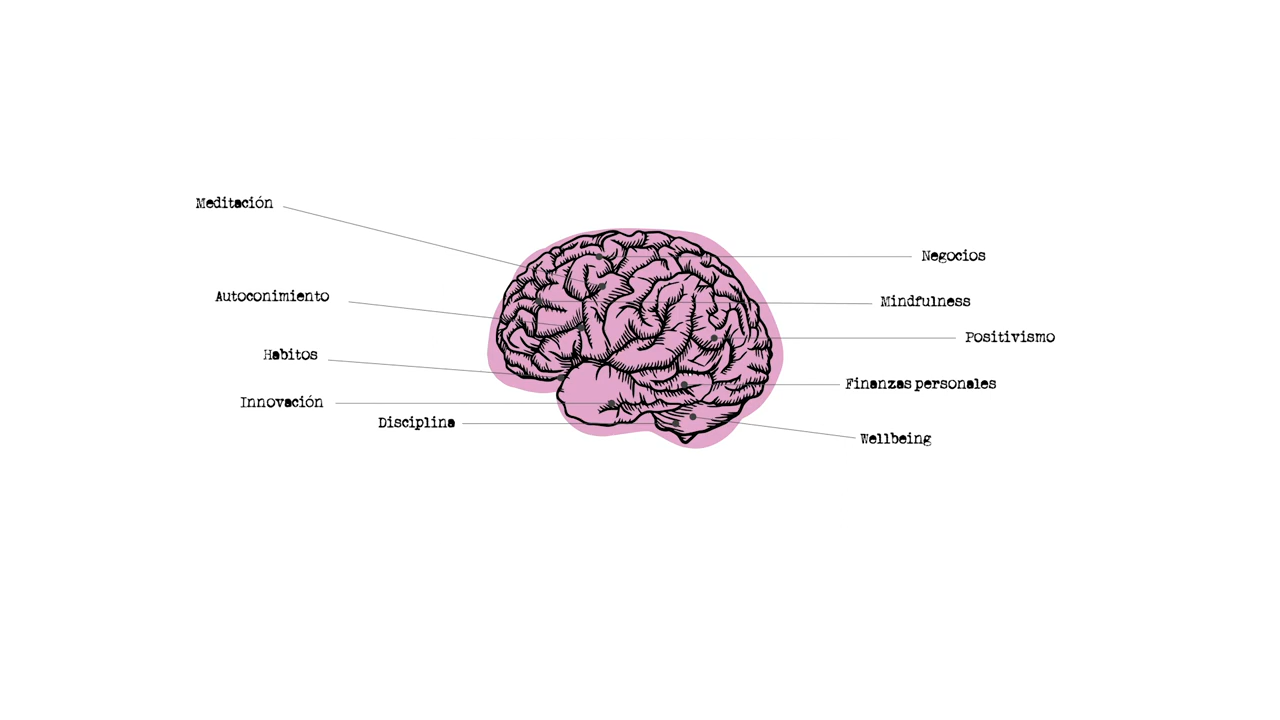 Meditación
Autoconimiento
Habitos
Innovación
Disciplina
Negocios
Mindfulness
Positivismo
Finanzas personales
Wellbeing